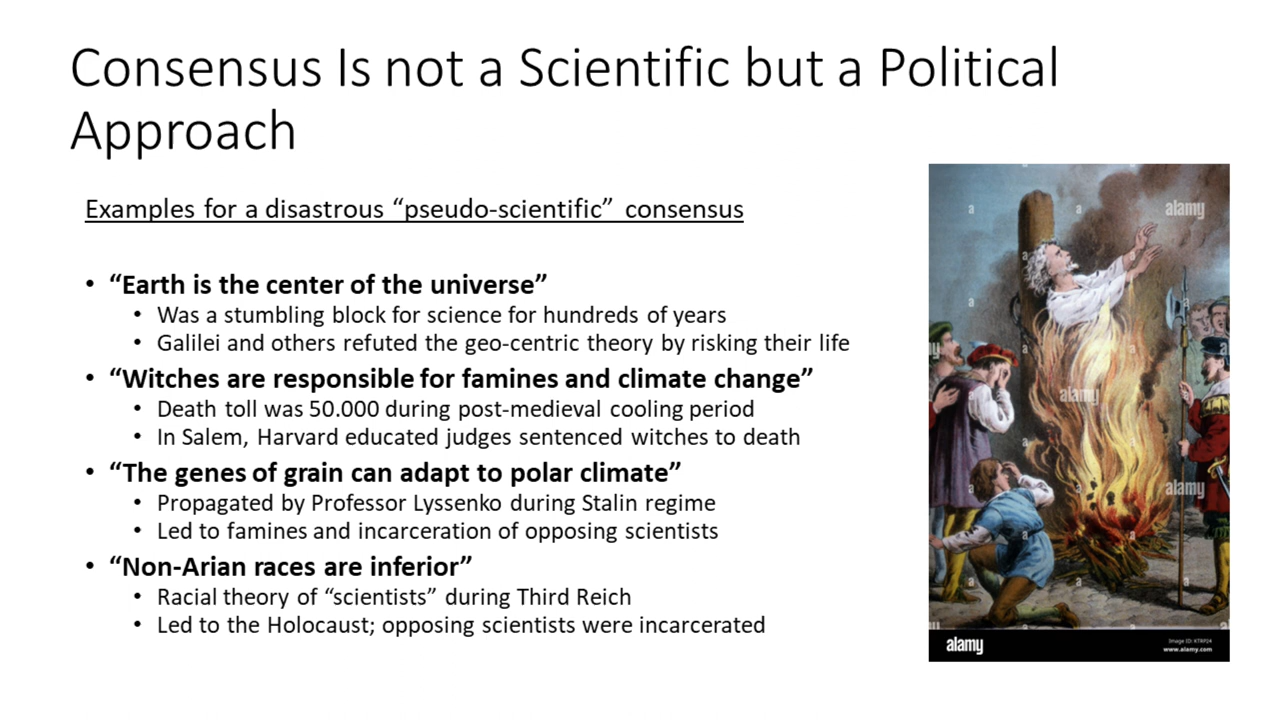 Consensus Is not a Scientific but a Political
Approach
Examples for a disastrous “pseudo-scientific” consensus
• “Earth is the center of the universe”
• Was a stumbling block for science for hundreds of years
• Galilei and others refuted the geo-centric theory by risking their life
• “Witches are responsible for famines and climate change”
• Death toll was 50.000 during post-medieval cooling period
• In Salem, Harvard educated judges sentenced witches to death
• “The genes of grain can adapt to polar climate”
• Propagated by Professor Lyssenko during Stalin regime
• Led to famines and incarceration of opposing scientists
• “Non-Arian races are inferior”
• Racial theory of “scientists” during Third Reich
• Led to the Holocaust; opposing scientists were incarcerated
a a alamy
a
a
alamy
a
a alamy
a
a a
alamy
Image ID:
www.alamy.com